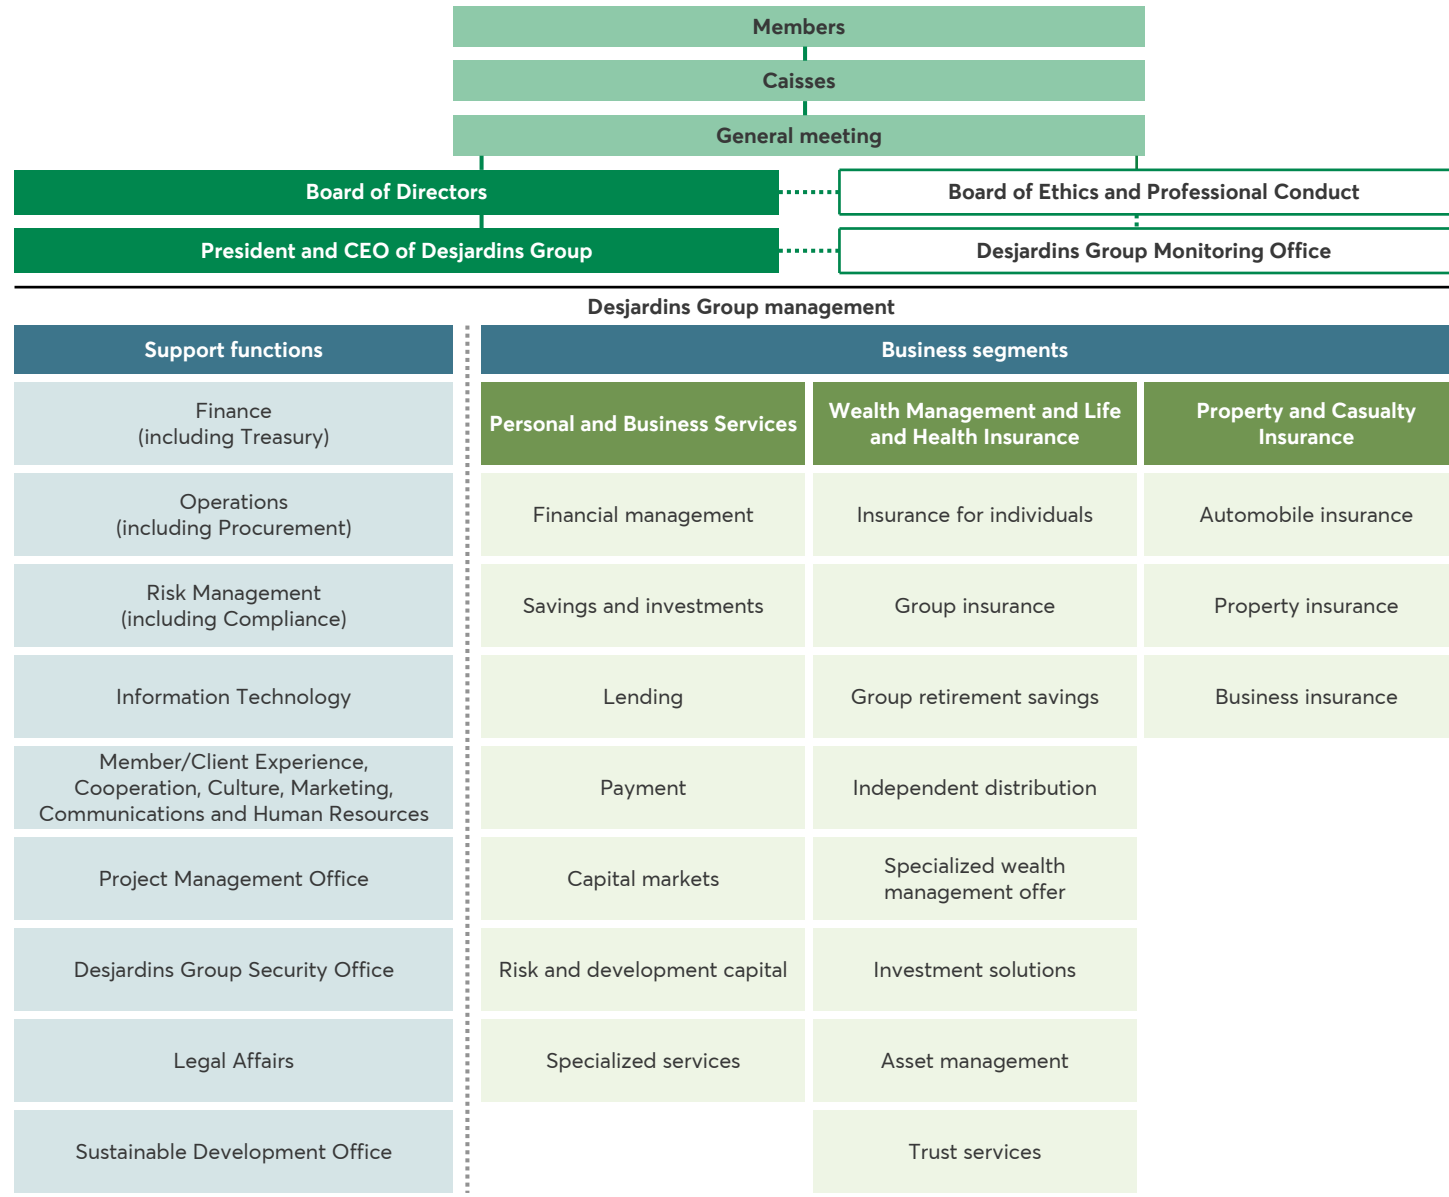 Members
Caisses
General meeting
Board of Directors
Board of Ethics and Professional Conduct
President and CEO of Desjardins Group
Desjardins Group Monitoring Office
Desjardins Group management
Support functions
Finance
(including Treasury)
Operations
(including Procurement)
Risk Management
(including Compliance)
Information Technology
Member/Client Experience,
Cooperation, Culture, Marketing,
Communications and Human Resources
Project Management Office
Desjardins Group Security Office
Legal Affairs
Sustainable Development Office
Business segments
Personal and Business Services
Financial management
Savings and investments
Lending
Payment
Capital markets
Risk and development capital
Specialized services
Wealth Management and Life
and Health Insurance
Insurance for individuals
Group insurance
Group retirement savings
Independent distribution
Specialized wealth
management offer
Investment solutions
Asset management
Trust services
Property and Casualty
Insurance
Automobile insurance
Property insurance
Business insurance